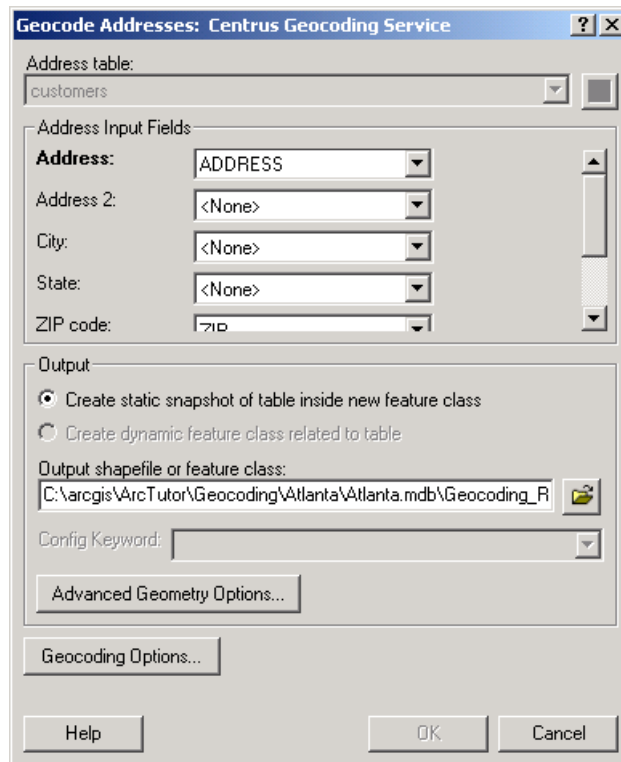 Geocode Addresses: Centrus Geocoding Service
Address table:
customers
Address Input Fields
Address: ADDRESS
Address 2: <None>
City: <None>
State: <None>
ZIP code: ZIP
Output
Create static snapshot of table inside new feature class
Create dynamic feature class related to table
Output shapefile or feature class:
C:\arcgis\ArcTutor\Geocoding\Atlanta\Atlanta.mdb\Geocoding_R
Config Keyword:
Advanced Geometry Options...
Geocoding Options...
Help OK Cancel